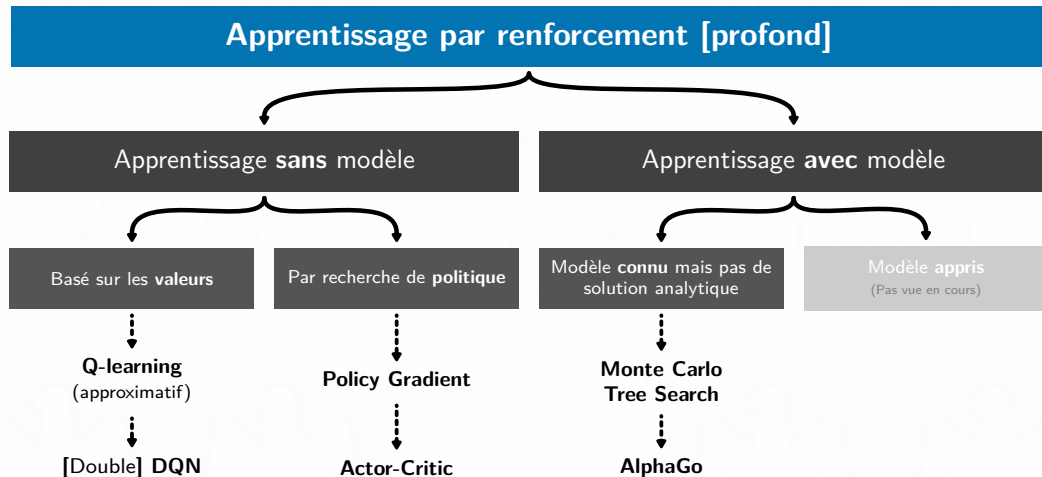 Apprentissage par renforcement [profond]
Apprentissage sans modèle
Apprentissage avec modèle
Basé sur les valeurs
Par recherche de politique
Modèle connu mais pas de
solution analytique
Modèle appris
(Pas vue en cours)
Q-learning
(approximatif)
Policy Gradient
Monte Carlo
Tree Search
[Double] DQN
Actor-Critic
AlphaGo